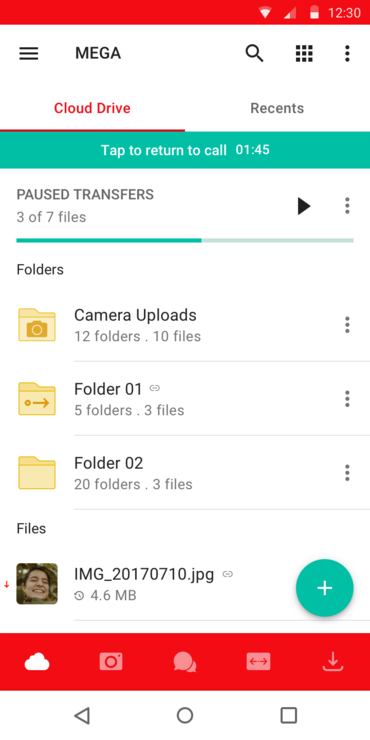 12:30
MEGA
Cloud Drive
Recents
Tap to return to call 01:45
PAUSED TRANSFERS
3 of 7 files
Folders
Camera Uploads
12 folders . 10 files
Folder 01
5 folders . 3 files
Folder 02
20 folders . 3 files
Files
IMG_20170710.jpg
4.6 MB